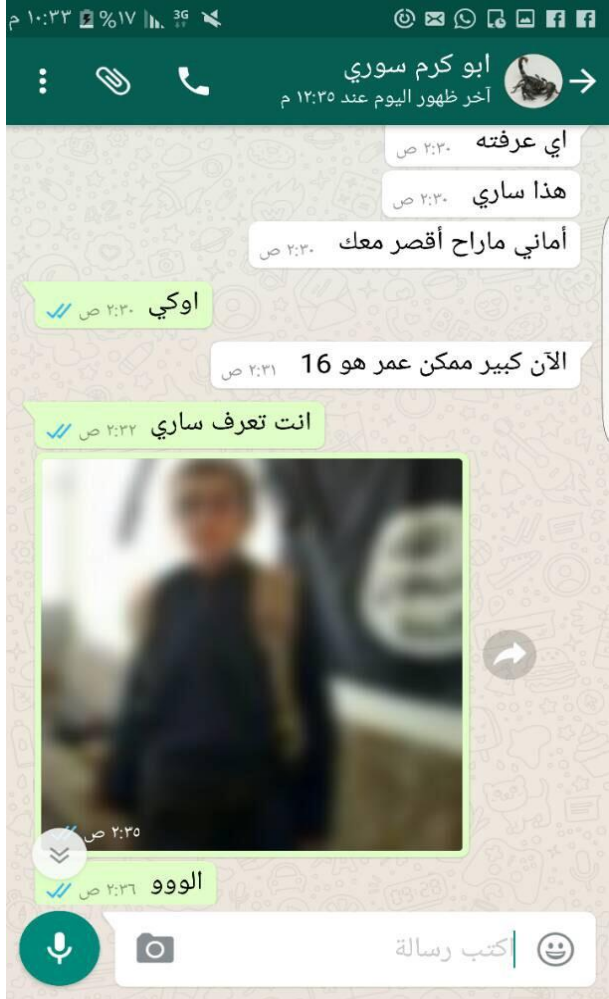 م ١٠:٣٣ %١٧ 3G
ابو كرم سوري
آخر ظهور اليوم عند ١٢:٣٥ م
اي عرفته ٢:٣٠ ص
هذا ساري ٢:٣٠ ص
أماني ماراح أقصر معك ٢:٣٠ ص
اوكي ٢:٣٠ ص
الآن كبير ممكن عمر هو 16 ٢:٣١ ص
انت تعرف ساري ٢:٣٢ ص
٢:٣٥ ص
الووو ٢:٣٦ ص
اكتب رسالة